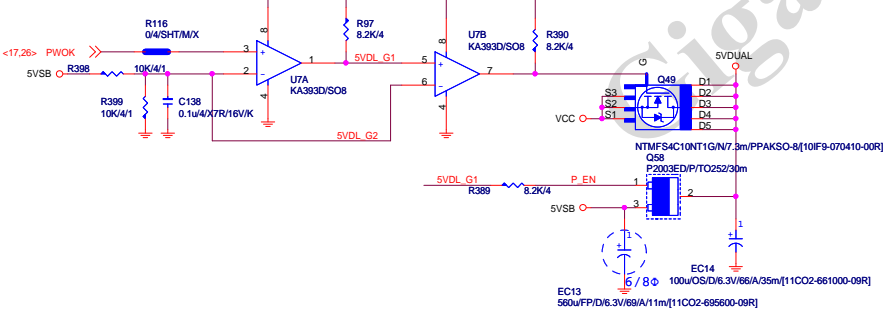 R116
0/4/SHT/M/X
<17,26> PWOK
8
3
2
1
4
+
-
U7A
KA393D/SO8
R97
8.2K/4
5VDL_G1
5VSB
R398
10K/4/1
R399
10K/4/1
C138
0.1u/4/X7R/16V/K
5VDL_G2
U7B
KA393D/SO8
8
5
6
7
4
+
-
R390
8.2K/4
Giga
5VDUAL
G
Q49
S3
S2
S1
D1
D2
D3
D4
D5
VCC
NTMFS4C10NT1G/N/7.3m/PPAKSO-8/[10IF9-070410-00R]
Q58
P2003ED/P/TO252/30m
5VDL_G1
R389
8.2K/4
P_EN
1
2
3
5VSB
1
+
6/8Φ
EC13
560u/FP/D/6.3V/69/A/11m/[11CO2-695600-09R]
1
+
EC14
100u/OS/D/6.3V/66/A/35m/[11CO2-661000-09R]